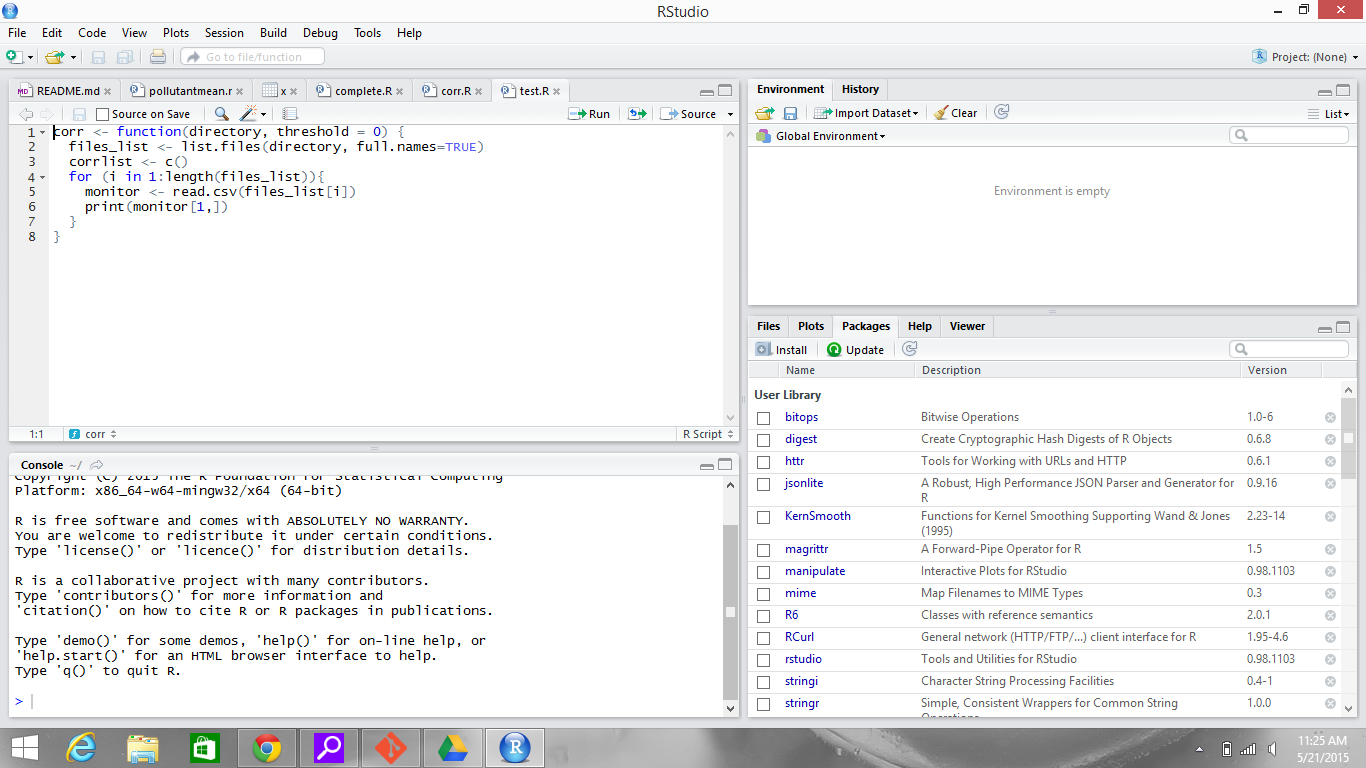 RStudio
File Edit Code View Plots Session Build Debug Tools Help
Go to file/function
Project: (None)
README.md pollutantmean.r x complete.R corr.R test.R
Source on Save Run Source
1 corr <- function(directory, threshold = 0) {
2 files_list <- list.files(directory, full.names=TRUE)
3 corrlist <- c()
4 for (i in 1:length(files_list)){
5 monitor <- read.csv(files_list[i])
6 print(monitor[1,])
7 }
8 }
1:1 corr R Script
Console ~/
Copyright (C) 2015 The R Foundation for Statistical Computing
Platform: x86_64-w64-mingw32/x64 (64-bit)
R is free software and comes with ABSOLUTELY NO WARRANTY.
You are welcome to redistribute it under certain conditions.
Type 'license()' or 'licence()' for distribution details.
R is a collaborative project with many contributors.
Type 'contributors()' for more information and
'citation()' on how to cite R or R packages in publications.
Type 'demo()' for some demos, 'help()' for on-line help, or
'help.start()' for an HTML browser interface to help.
Type 'q()' to quit R.
>
Environment History
Import Dataset Clear List
Global Environment
Environment is empty
Files Plots Packages Help Viewer
Install Update
Name Description Version
User Library
bitops Bitwise Operations 1.0-6
digest Create Cryptographic Hash Digests of R Objects 0.6.8
httr Tools for Working with URLs and HTTP 0.6.1
jsonlite A Robust, High Performance JSON Parser and Generator for 0.9.16
R
KernSmooth Functions for Kernel Smoothing Supporting Wand & Jones 2.23-14
(1995)
magrittr A Forward-Pipe Operator for R 1.5
manipulate Interactive Plots for RStudio 0.98.1103
mime Map Filenames to MIME Types 0.3
R6 Classes with reference semantics 2.0.1
RCurl General network (HTTP/FTP/...) client interface for R 1.95-4.6
rstudio Tools and Utilities for RStudio 0.98.1103
stringi Character String Processing Facilities 0.4-1
stringr Simple, Consistent Wrappers for Common String 1.0.0
Operations
11:25 AM
5/21/2015